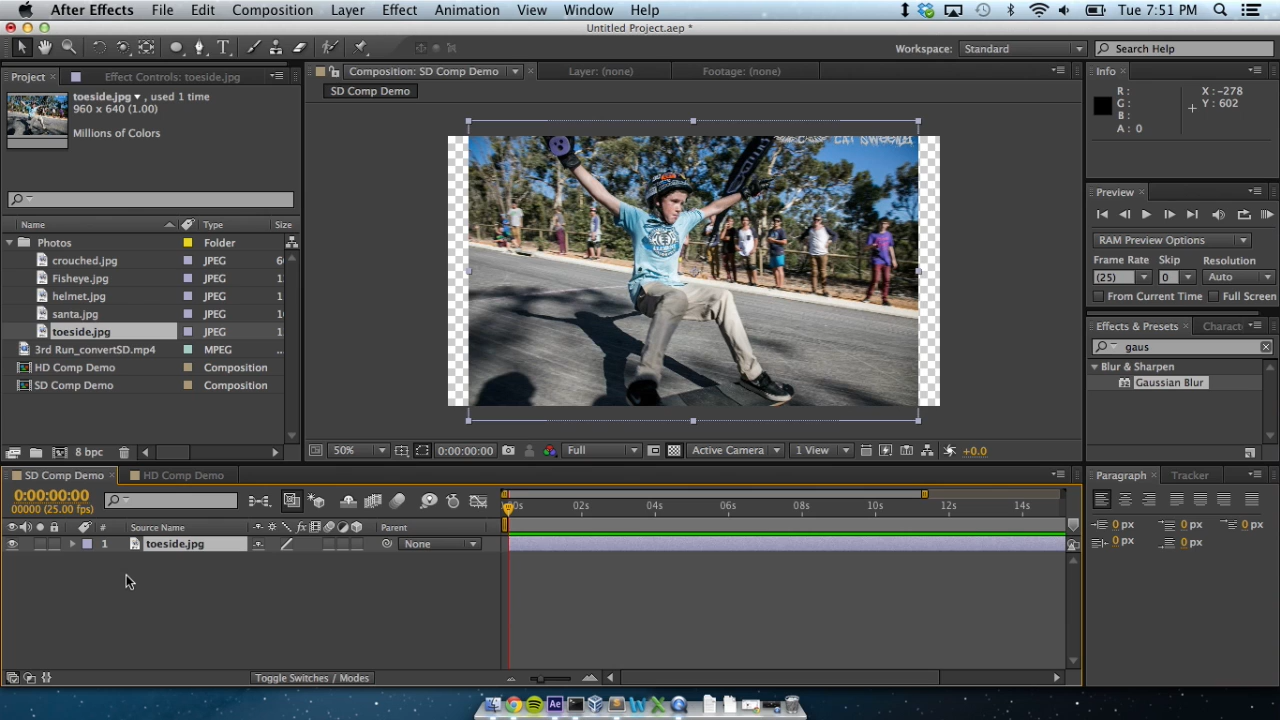 After Effects File Edit Composition Layer Effect Animation View Window Help Tue 7:51 PM
Untitled Project.aep *
Workspace: Standard Search Help
Project Effect Controls: toeside.jpg Composition: SD Comp Demo Layer: (none) Footage: (none) Info
SD Comp Demo
toeside.jpg , used 1 time
960 x 640 (1.00)
Millions of Colors
R : X : -278
G : Y : 602
B :
A : 0
Preview
RAM Preview Options
Frame Rate Skip Resolution
(25) 0 Auto
From Current Time Full Screen
Effects & Presets Charact
gaus
Blur & Sharpen
Gaussian Blur
Name Type Size
Photos Folder
crouched.jpg JPEG 6
Fisheye.jpg JPEG 1
helmet.jpg JPEG 1
santa.jpg JPEG 1
toeside.jpg JPEG 1
3rd Run_convertSD.mp4 MPEG ...
HD Comp Demo Composition
SD Comp Demo Composition
8 bpc
50% 0:00:00:00 Full Active Camera 1 View +0.0
SD Comp Demo HD Comp Demo
0:00:00:00
00000 (25.00 fps)
:00s 02s 04s 06s 08s 10s 12s 14s
# Source Name Parent
1 toeside.jpg None
Toggle Switches / Modes
Paragraph Tracker
0 px 0 px 0 px
0 px 0 px